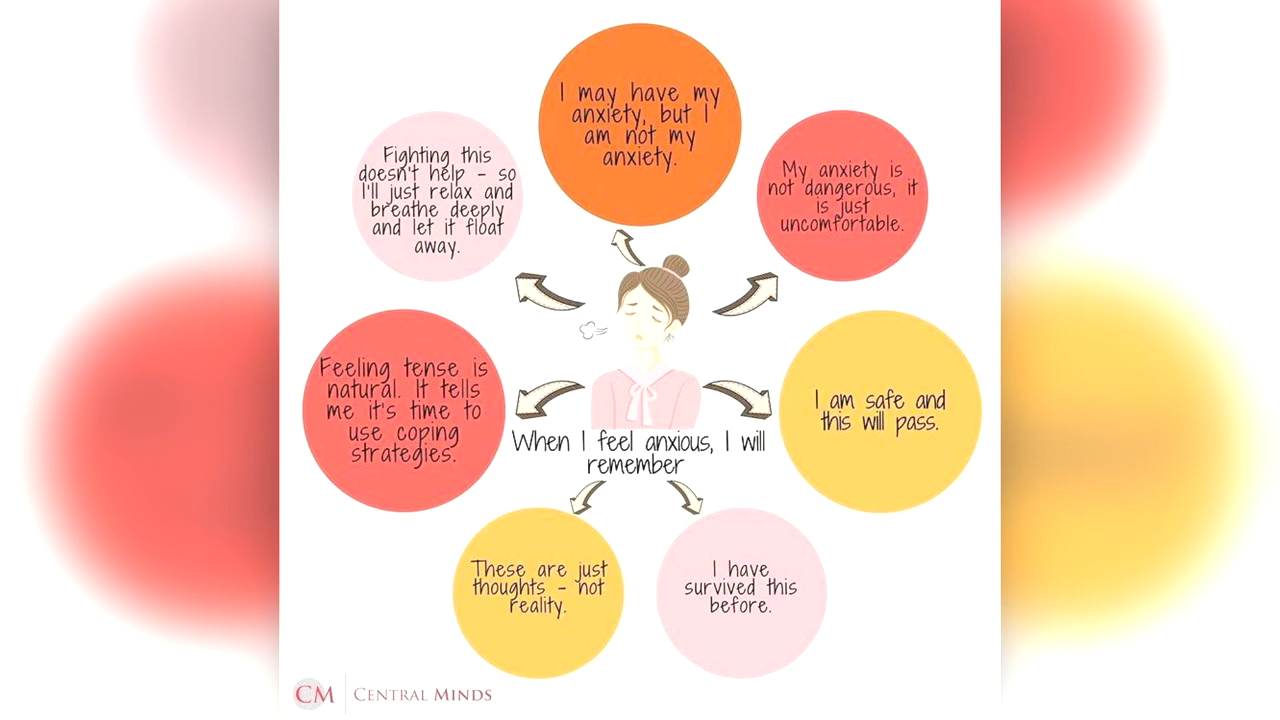 I may have my
anxiety, but I
am not my
anxiety.
My anxiety is
not dangerous, it
is just
uncomfortable.
I am safe and
this will pass.
I have
survived this
before.
These are just
thoughts - not
reality.
Feeling tense is
natural. It tells
me it's time to
use coping
strategies.
Fighting this
doesn't help - so
I'll just relax and
breathe deeply
and let it float
away.
When I feel anxious, I will
remember
CM CENTRAL MINDS